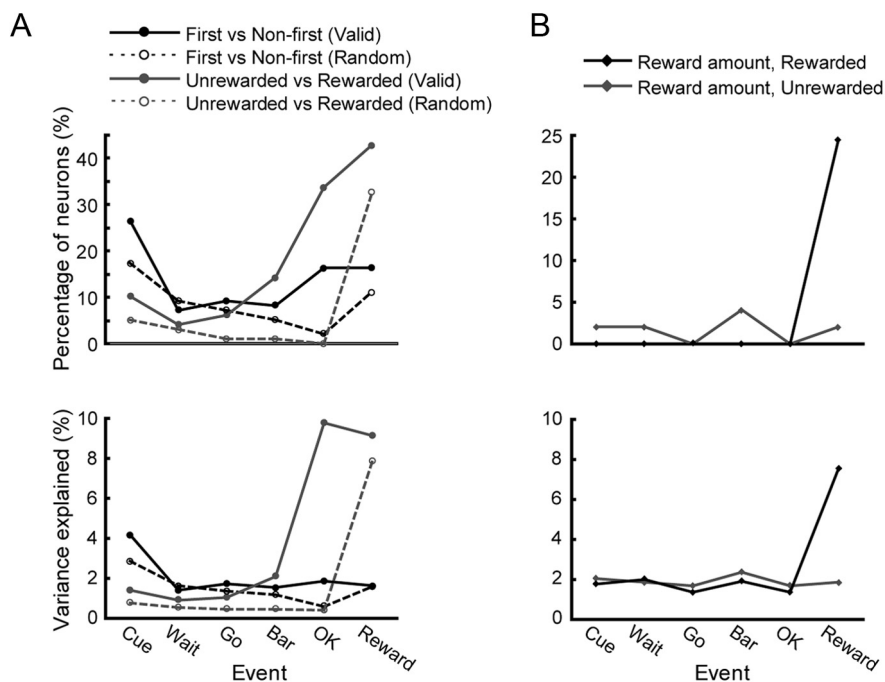 A
First vs Non-first (Valid)
First vs Non-first (Random)
Unrewarded vs Rewarded (Valid)
Unrewarded vs Rewarded (Random)
Percentage of neurons (%)
40
30
20
10
0
Variance explained (%)
10
8
6
4
2
0
Cue
Wait
Go
Bar
OK
Reward
Event
B
Reward amount, Rewarded
Reward amount, Unrewarded
25
20
15
10
5
0
10
8
6
4
2
0
Cue
Wait
Go
Bar
OK
Reward
Event